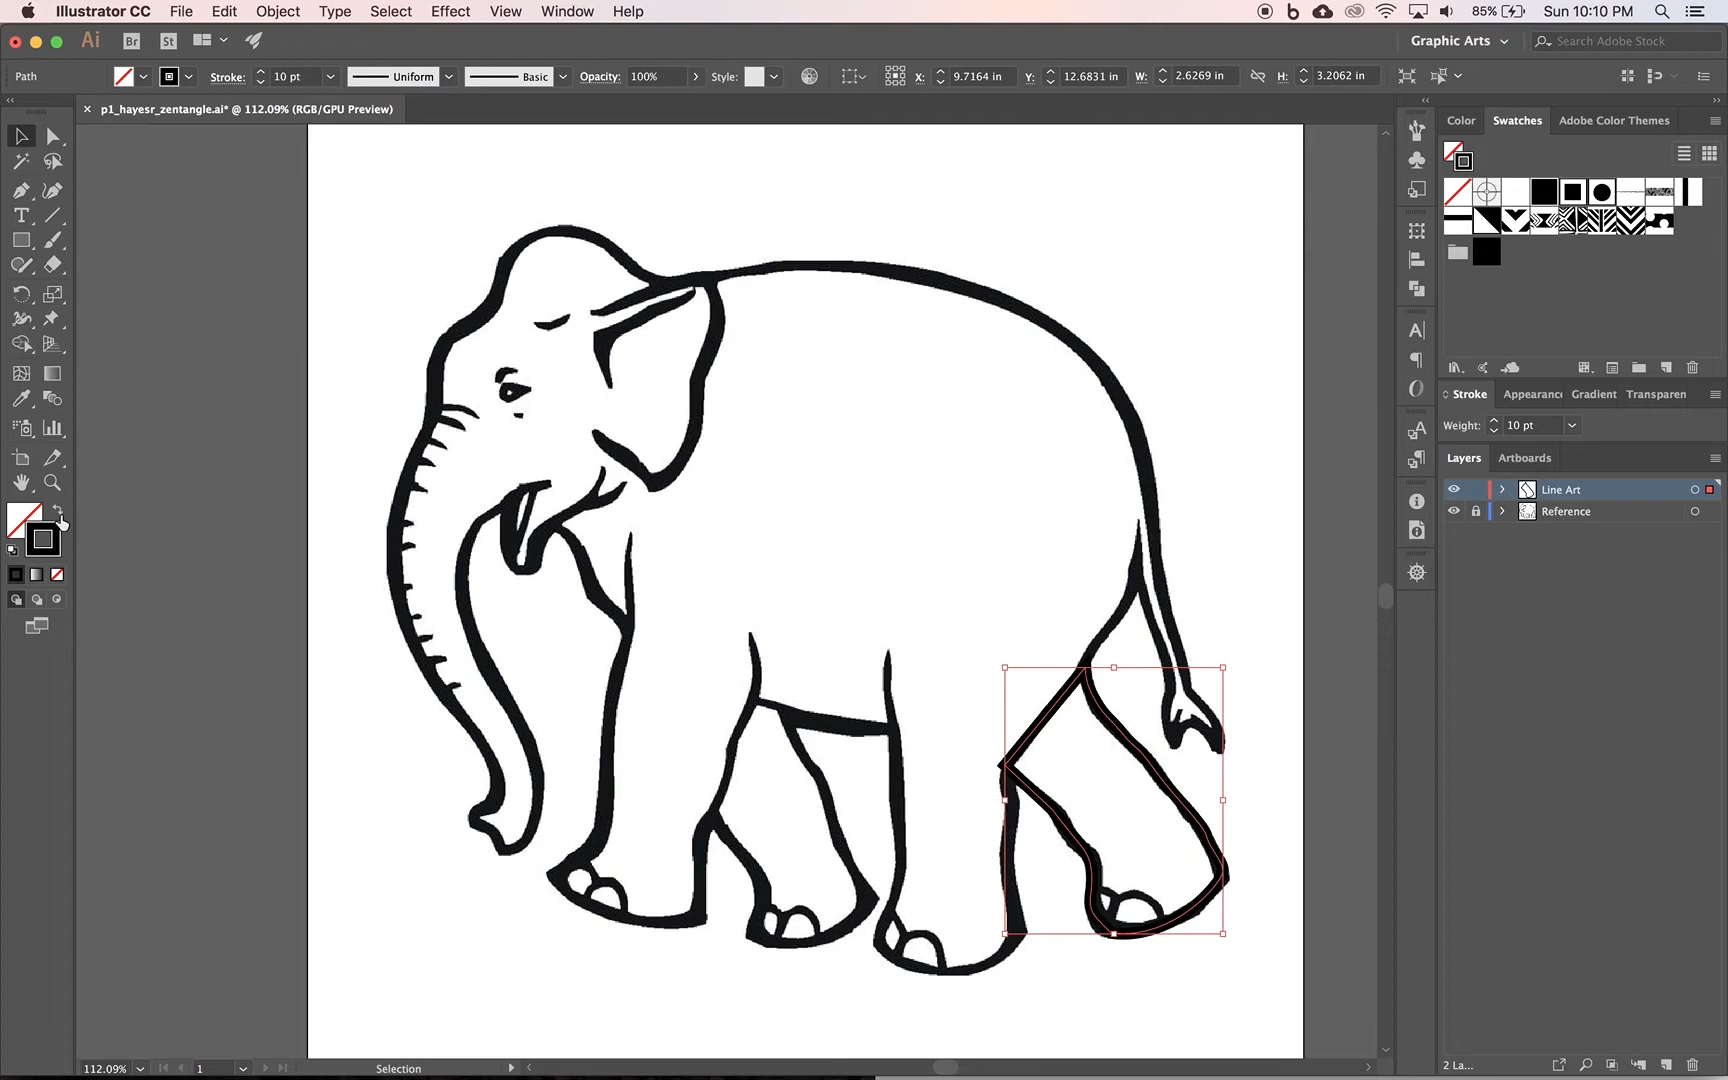 Illustrator CC File Edit Object Type Select Effect View Window Help 85% Sun 10:10 PM
Ai Br St Graphic Arts Search Adobe Stock
Path Stroke: 10 pt Uniform Basic Opacity: 100% Style: X: 9.7164 in Y: 12.6831 in W: 2.6269 in H: 3.2062 in
p1_hayesr_zentangle.ai* @ 112.09% (RGB/GPU Preview)
Color Swatches Adobe Color Themes
Stroke Appearanc Gradient Transparen
Weight: 10 pt
Layers Artboards
Line Art
Reference
112.09% 1 Selection 2 La...